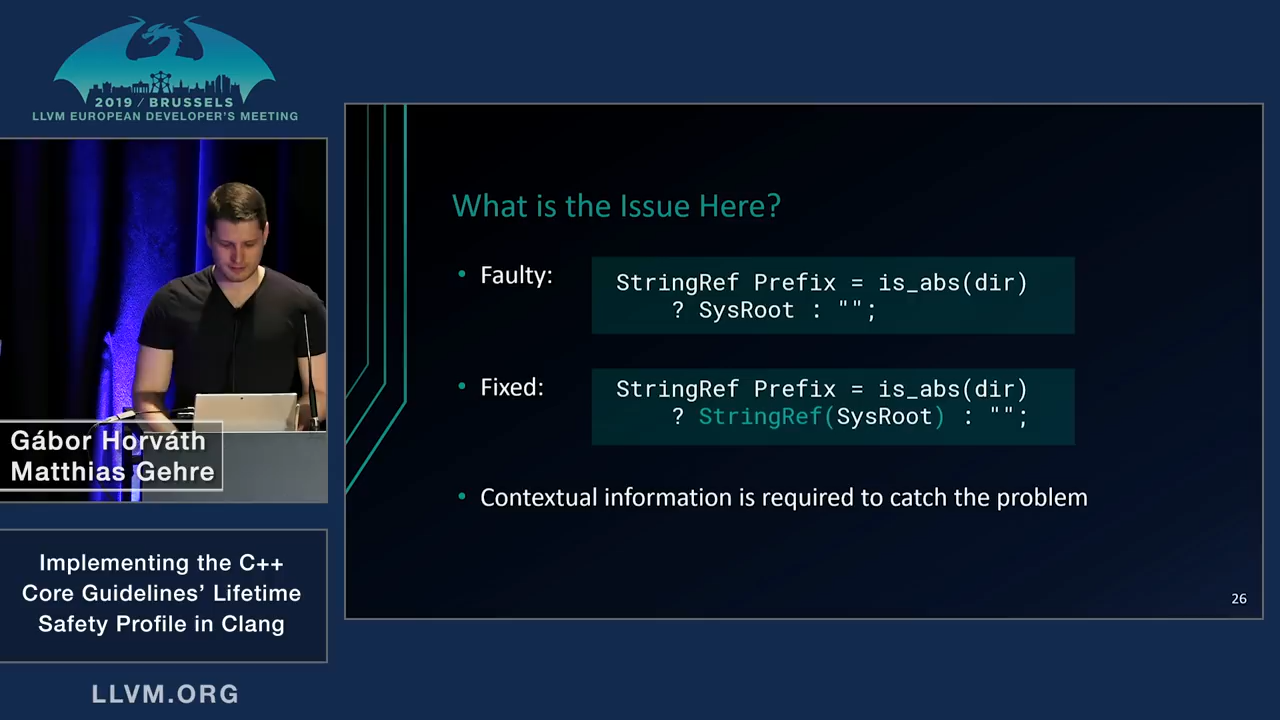 2019 / BRUSSELS
LLVM EUROPEAN DEVELOPER'S MEETING
Gábor Horváth
Matthias Gehre
Implementing the C++
Core Guidelines' Lifetime
Safety Profile in Clang
LLVM.ORG
What is the Issue Here?
• Faulty:
StringRef Prefix = is_abs(dir)
? SysRoot : "";
• Fixed:
StringRef Prefix = is_abs(dir)
? StringRef(SysRoot) : "";
• Contextual information is required to catch the problem
26